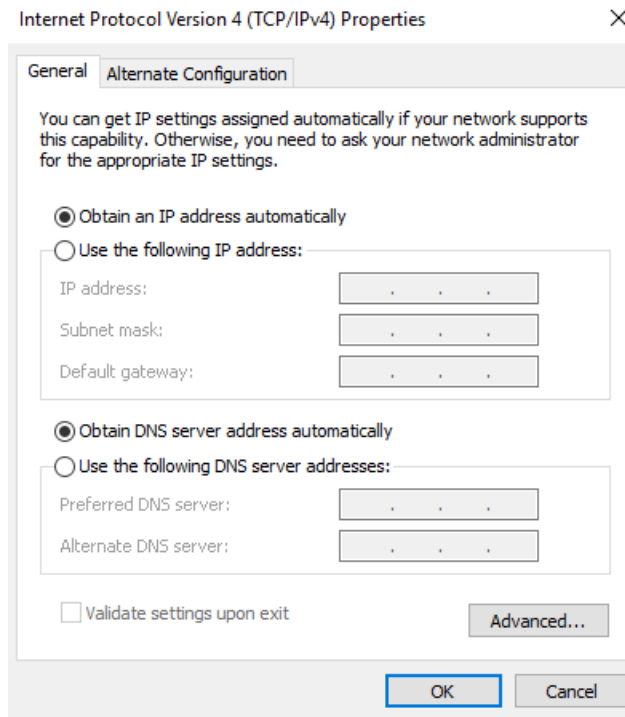 Internet Protocol Version 4 (TCP/IPv4) Properties
General
Alternate Configuration
You can get IP settings assigned automatically if your network supports
this capability. Otherwise, you need to ask your network administrator
for the appropriate IP settings.
Obtain an IP address automatically
Use the following IP address:
IP address:
Subnet mask:
Default gateway:
Obtain DNS server address automatically
Use the following DNS server addresses:
Preferred DNS server:
Alternate DNS server:
Validate settings upon exit
Advanced...
OK
Cancel